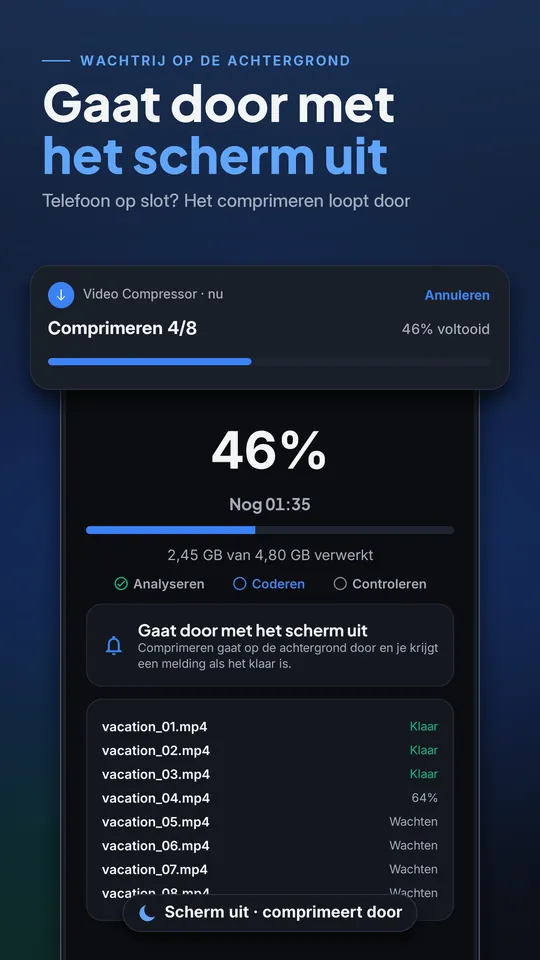 WACHTRIJ OP DE ACHTERGROND
Gaat door met
het scherm uit
Telefoon op slot? Het comprimeren loopt door
Video Compressor · nu
Annuleren
Comprimeren 4/8
46% voltooid
46%
Nog 01:35
2,45 GB van 4,80 GB verwerkt
Analyseren
Coderen
Controleren
Gaat door met het scherm uit
Comprimeren gaat op de achtergrond door en je krijgt
een melding als het klaar is.
vacation_01.mp4 Klaar
vacation_02.mp4 Klaar
vacation_03.mp4 Klaar
vacation_04.mp4 64%
vacation_05.mp4 Wachten
vacation_06.mp4 Wachten
vacation_07.mp4 Wachten
vacation_08.mp4 Wachten
Scherm uit · comprimeert door